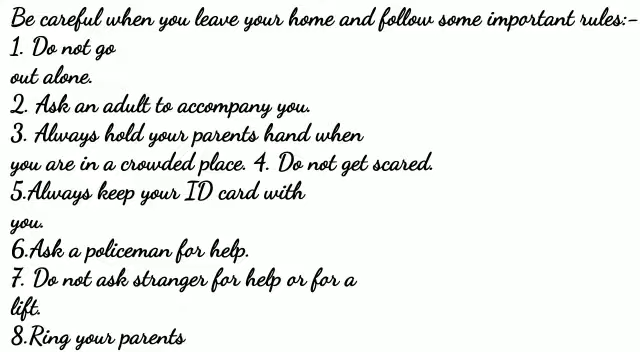 Be careful when you leave your home and follow some important rules:-
1. Do not go
out alone.
2. Ask an adult to accompany you.
3. Always hold your parents hand when
you are in a crowded place. 4. Do not get scared.
5.Always keep your ID card with
you.
6.Ask a policeman for help.
7. Do not ask stranger for help or for a
lift.
8.Ring your parents